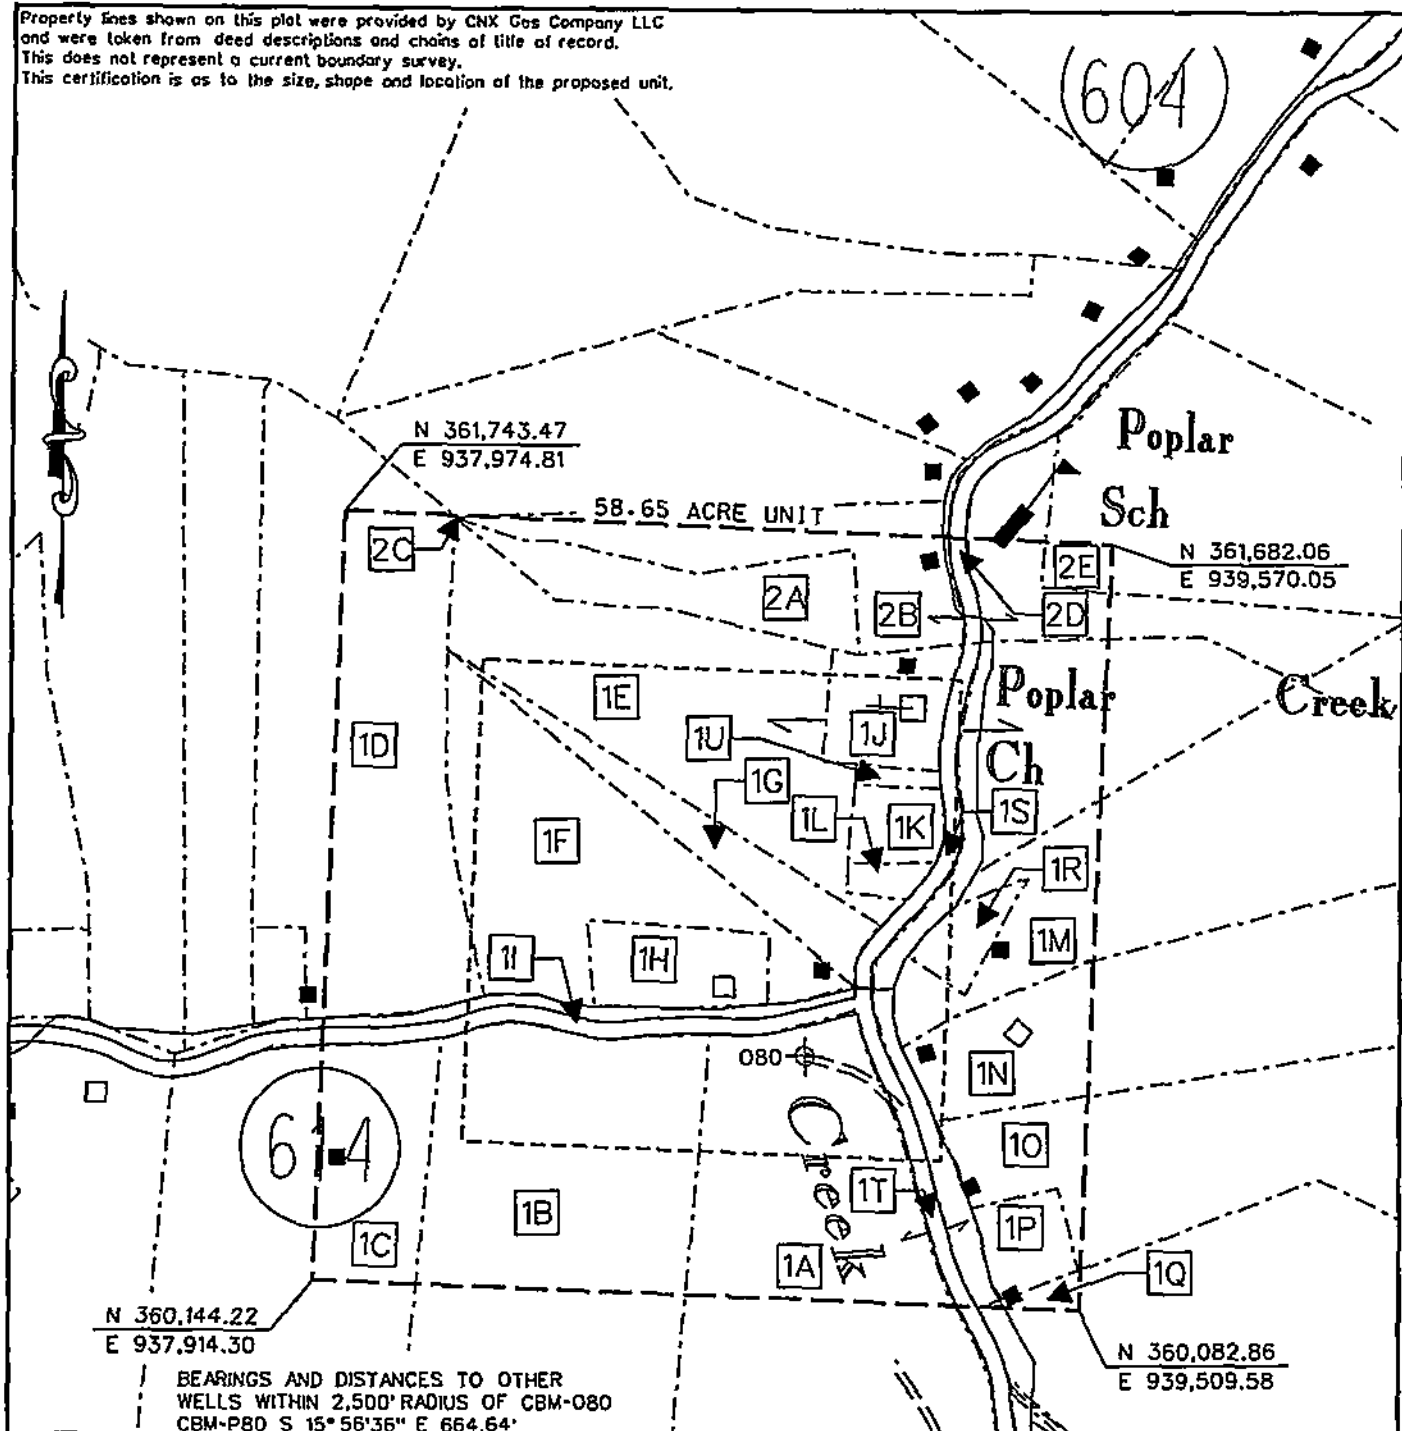 Property lines shown on this plat were provided by CNX Gas Company LLC
and were taken from deed descriptions and chains of title of record.
This does not represent a current boundary survey.
This certification is as to the size, shape and location of the proposed unit.
604
N 361,743.47
E 937,974.81
Poplar
58.65 ACRE UNIT
Sch
2C
N 361,682.06
E 939,570.05
2E
2A
2B
2D
1E
Poplar
Creek
1D
1U
1J
Ch
1G
1L
1K
1S
1F
1R
1I
1H
1M
080
1N
614
Creek
1O
1T
1B
1P
1C
1A
1Q
N 360,144.22
E 937,914.30
N 360,082.86
E 939,509.58
BEARINGS AND DISTANCES TO OTHER
WELLS WITHIN 2,500' RADIUS OF CBM-O80
CBM-P80 S 15°56'36" E 664.64'